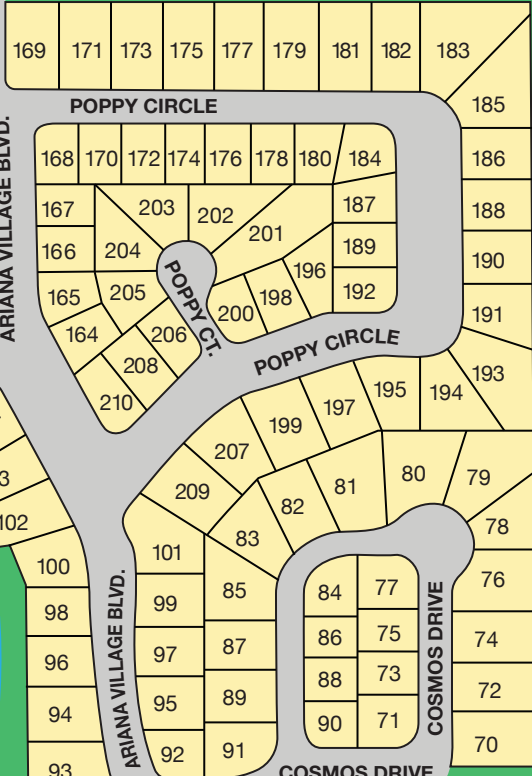 169 171 173 175 177 179 181 182 183
185
POPPY CIRCLE
ARIANA VILLAGE BLVD.
168 170 172 174 176 178 180 184 186
167 203 202 187 188
166 204 201 189 190
165 205 POPPY CT. 200 198 196 192 191
164 206
208
210
POPPY CIRCLE
193
194
195
197
199
207
209
102
80 79
81
82
83
78
101
100
85 84 77 76
99
98
86 75 74
97 87
96
88 73 72
95 89
94
90 71 70
92 91
93
ARIANA VILLAGE BLVD.
COSMOS DRIVE
COSMOS DRIVE